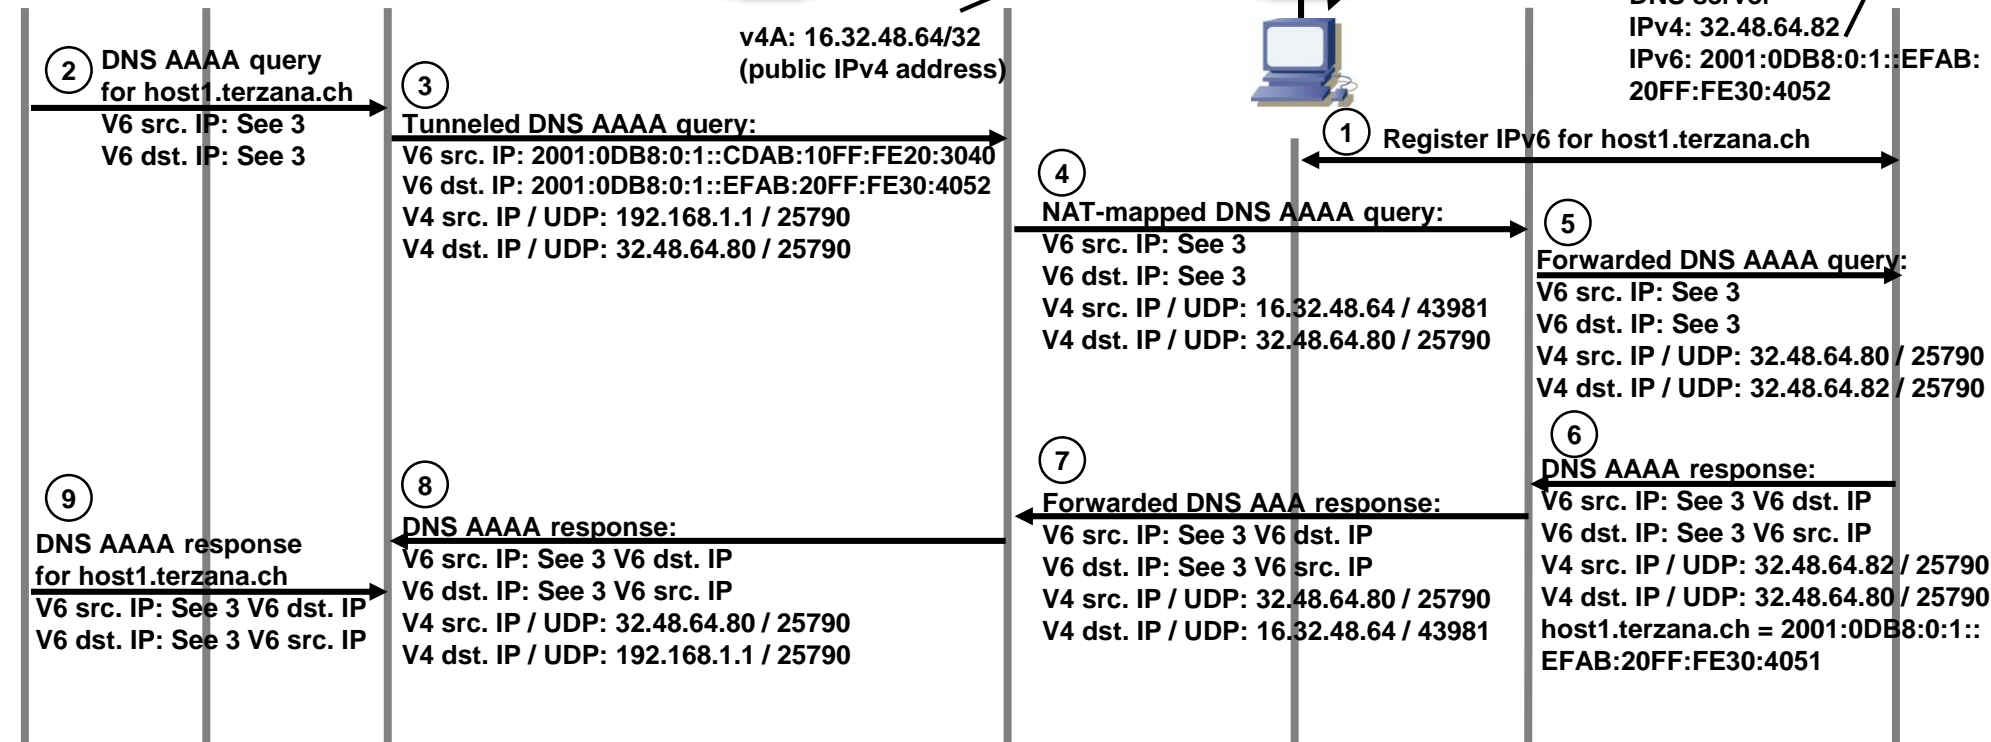 DNS server
IPv4: 32.48.64.82
IPv6: 2001:0DB8:0:1::EFAB:
20FF:FE30:4052
v4A: 16.32.48.64/32
(public IPv4 address)
1
Register IPv6 for host1.terzana.ch
2
DNS AAAA query
for host1.terzana.ch
V6 src. IP: See 3
V6 dst. IP: See 3
3
Tunneled DNS AAAA query:
V6 src. IP: 2001:0DB8:0:1::CDAB:10FF:FE20:3040
V6 dst. IP: 2001:0DB8:0:1::EFAB:20FF:FE30:4052
V4 src. IP / UDP: 192.168.1.1 / 25790
V4 dst. IP / UDP: 32.48.64.80 / 25790
4
NAT-mapped DNS AAAA query:
V6 src. IP: See 3
V6 dst. IP: See 3
V4 src. IP / UDP: 16.32.48.64 / 43981
V4 dst. IP / UDP: 32.48.64.80 / 25790
5
Forwarded DNS AAAA query:
V6 src. IP: See 3
V6 dst. IP: See 3
V4 src. IP / UDP: 32.48.64.80 / 25790
V4 dst. IP / UDP: 32.48.64.82 / 25790
6
DNS AAAA response:
V6 src. IP: See 3 V6 dst. IP
V6 dst. IP: See 3 V6 src. IP
V4 src. IP / UDP: 32.48.64.82 / 25790
V4 dst. IP / UDP: 32.48.64.80 / 25790
host1.terzana.ch = 2001:0DB8:0:1::
EFAB:20FF:FE30:4051
7
Forwarded DNS AAA response:
V6 src. IP: See 3 V6 dst. IP
V6 dst. IP: See 3 V6 src. IP
V4 src. IP / UDP: 32.48.64.80 / 25790
V4 dst. IP / UDP: 16.32.48.64 / 43981
8
DNS AAAA response:
V6 src. IP: See 3 V6 dst. IP
V6 dst. IP: See 3 V6 src. IP
V4 src. IP / UDP: 32.48.64.80 / 25790
V4 dst. IP / UDP: 192.168.1.1 / 25790
9
DNS AAAA response
for host1.terzana.ch
V6 src. IP: See 3 V6 dst. IP
V6 dst. IP: See 3 V6 src. IP